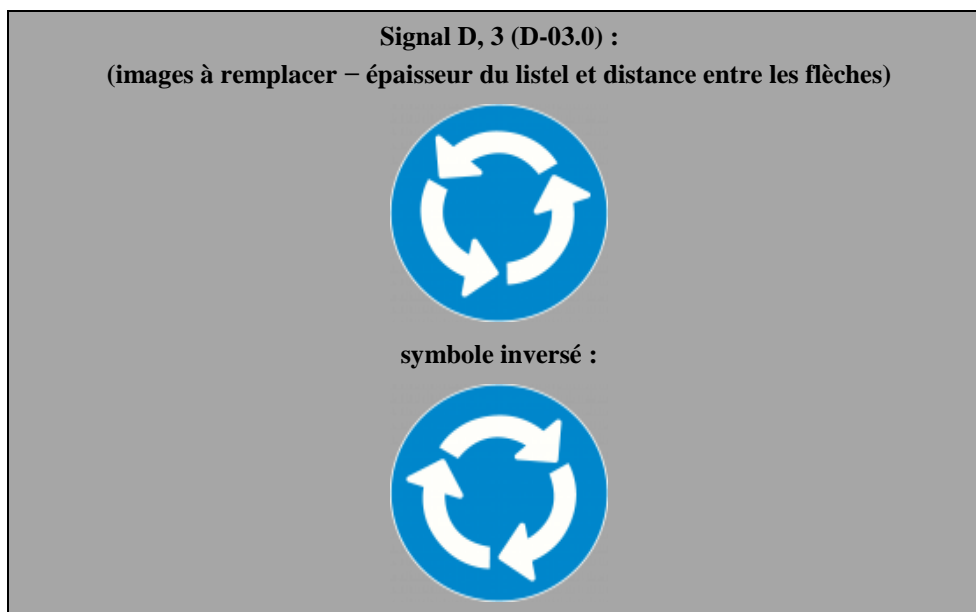 Signal D, 3 (D-03.0) :
(images à remplacer − épaisseur du listel et distance entre les flèches)
symbole inversé :